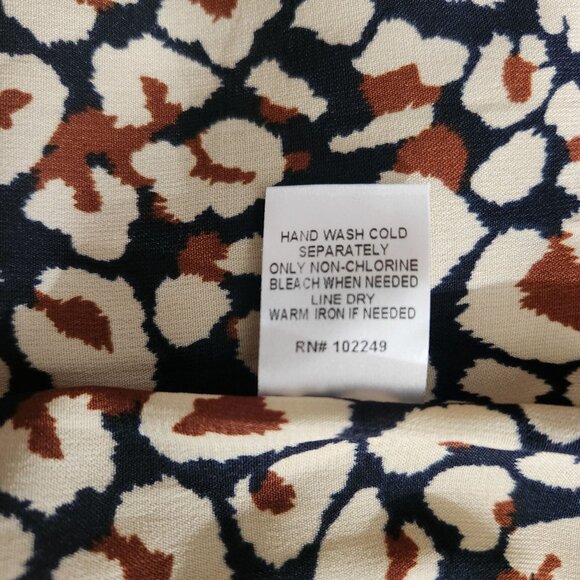 HAND WASH COLD
SEPARATELY
ONLY NON-CHLORINE
BLEACH WHEN NEEDED
LINE DRY
WARM IRON IF NEEDED
RN# 102249